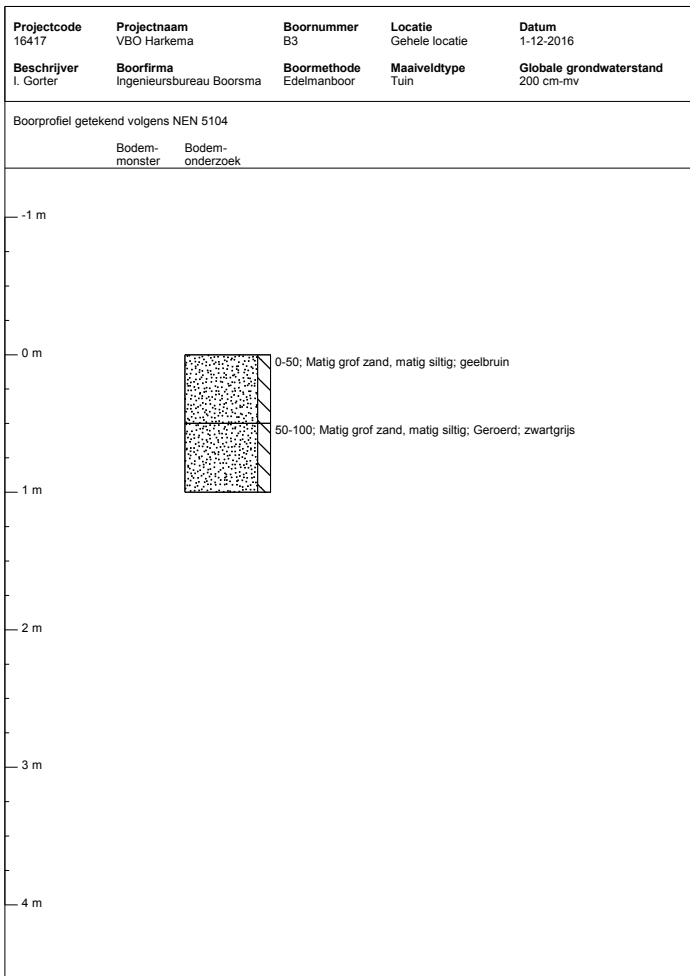 Projectcode Projectnaam Boornummer Locatie Datum
16417 VBO Harkema B3 Gehele locatie 1-12-2016
Beschrijver Boorfirma Boormethode Maaiveldtype Globale grondwaterstand
I. Gorter Ingenieursbureau Boorsma Edelmanboor Tuin 200 cm-mv
Boorprofiel getekend volgens NEN 5104
Bodem- Bodem-
monster onderzoek
-1 m
0 m
0-50; Matig grof zand, matig siltig; geelbruin
50-100; Matig grof zand, matig siltig; Geroerd; zwartgrijs
1 m
2 m
3 m
4 m